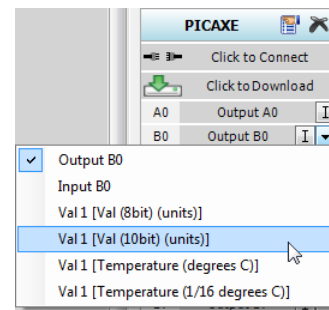 PICAXE
Click to Connect
Click to Download
A0 Output A0 I
B0 Output B0 I
Output B0
Input B0
Val 1 [Val (8bit) (units)]
Val 1 [Val (10bit) (units)]
Val 1 [Temperature (degrees C)]
Val 1 [Temperature (1/16 degrees C)]